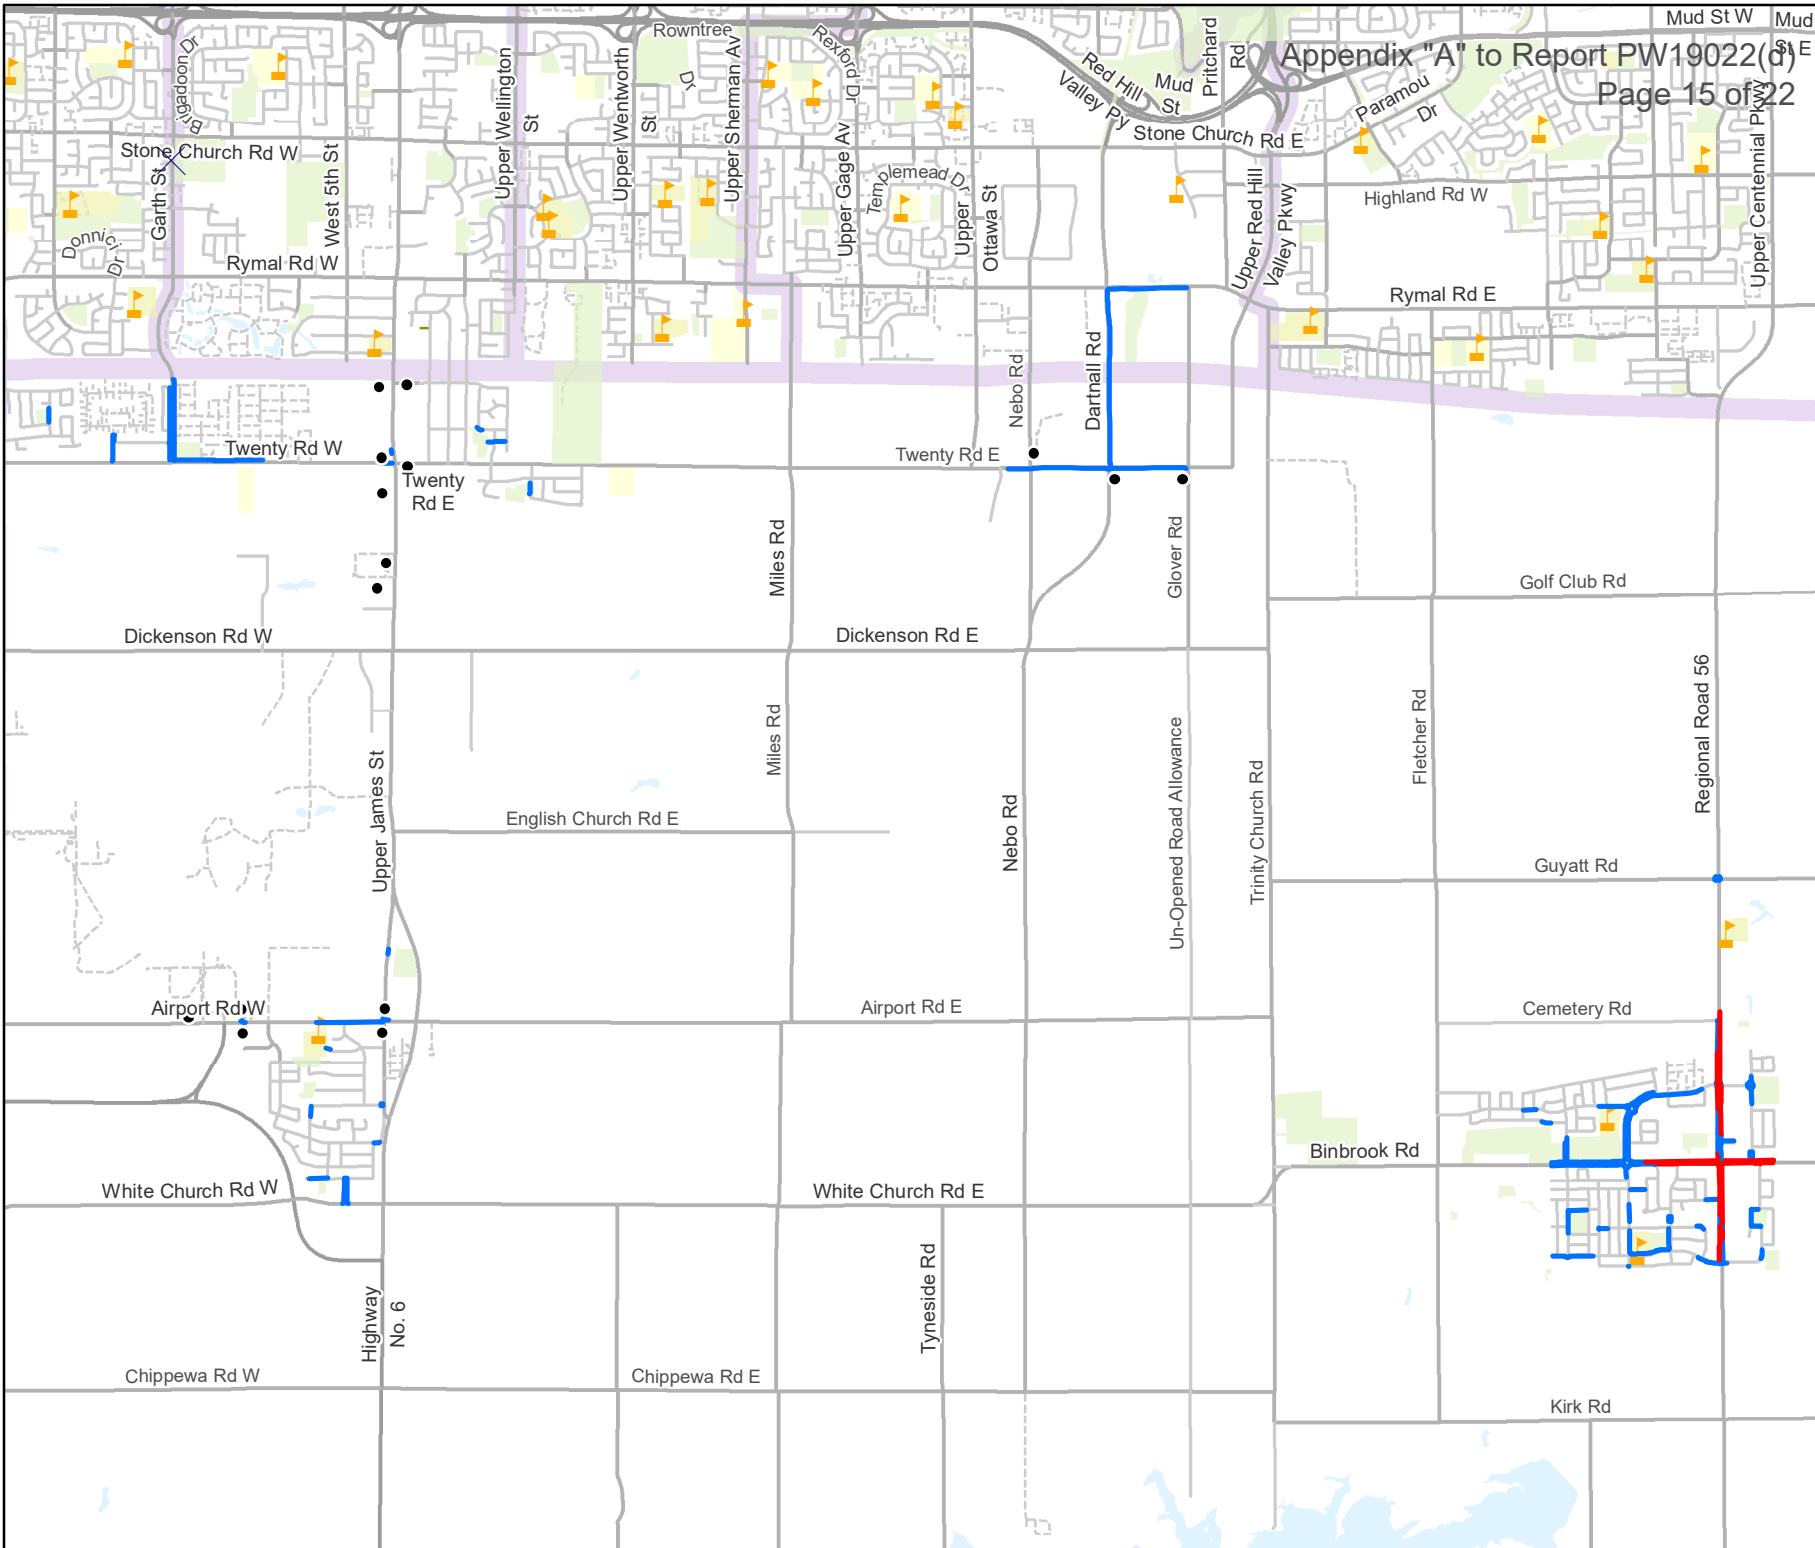 Mud St W
Mud
St E
Appendix "A" to Report PW19022(d)
Page 15 of 22
Rowntree
Dr
Rexford Dr
Red Hill
Valley Py
Mud
St
Pritchard
Rd
Paramou
Dr
Brigadoon Dr
Stone Church Rd W
Stone Church Rd E
Garth St
West 5th St
Upper Wellington
St
Upper Wentworth
St
Upper Sherman Av
Upper Gage Av
Templemead Dr
Upper
Ottawa St
Upper Red Hill
Valley Pkwy
Highland Rd W
Upper Centennial Pkwy
Donnici
Dr
Rymal Rd W
Rymal Rd E
Nebo Rd
Dartnall Rd
Twenty Rd W
Twenty Rd E
Twenty
Rd E
Miles Rd
Glover Rd
Golf Club Rd
Dickenson Rd W
Dickenson Rd E
Miles Rd
Upper James St
English Church Rd E
Nebo Rd
Un-Opened Road Allowance
Trinity Church Rd
Fletcher Rd
Regional Road 56
Guyatt Rd
Airport Rd W
Airport Rd E
Cemetery Rd
Binbrook Rd
White Church Rd W
White Church Rd E
Highway
No. 6
Tyneside Rd
Chippewa Rd W
Chippewa Rd E
Kirk Rd